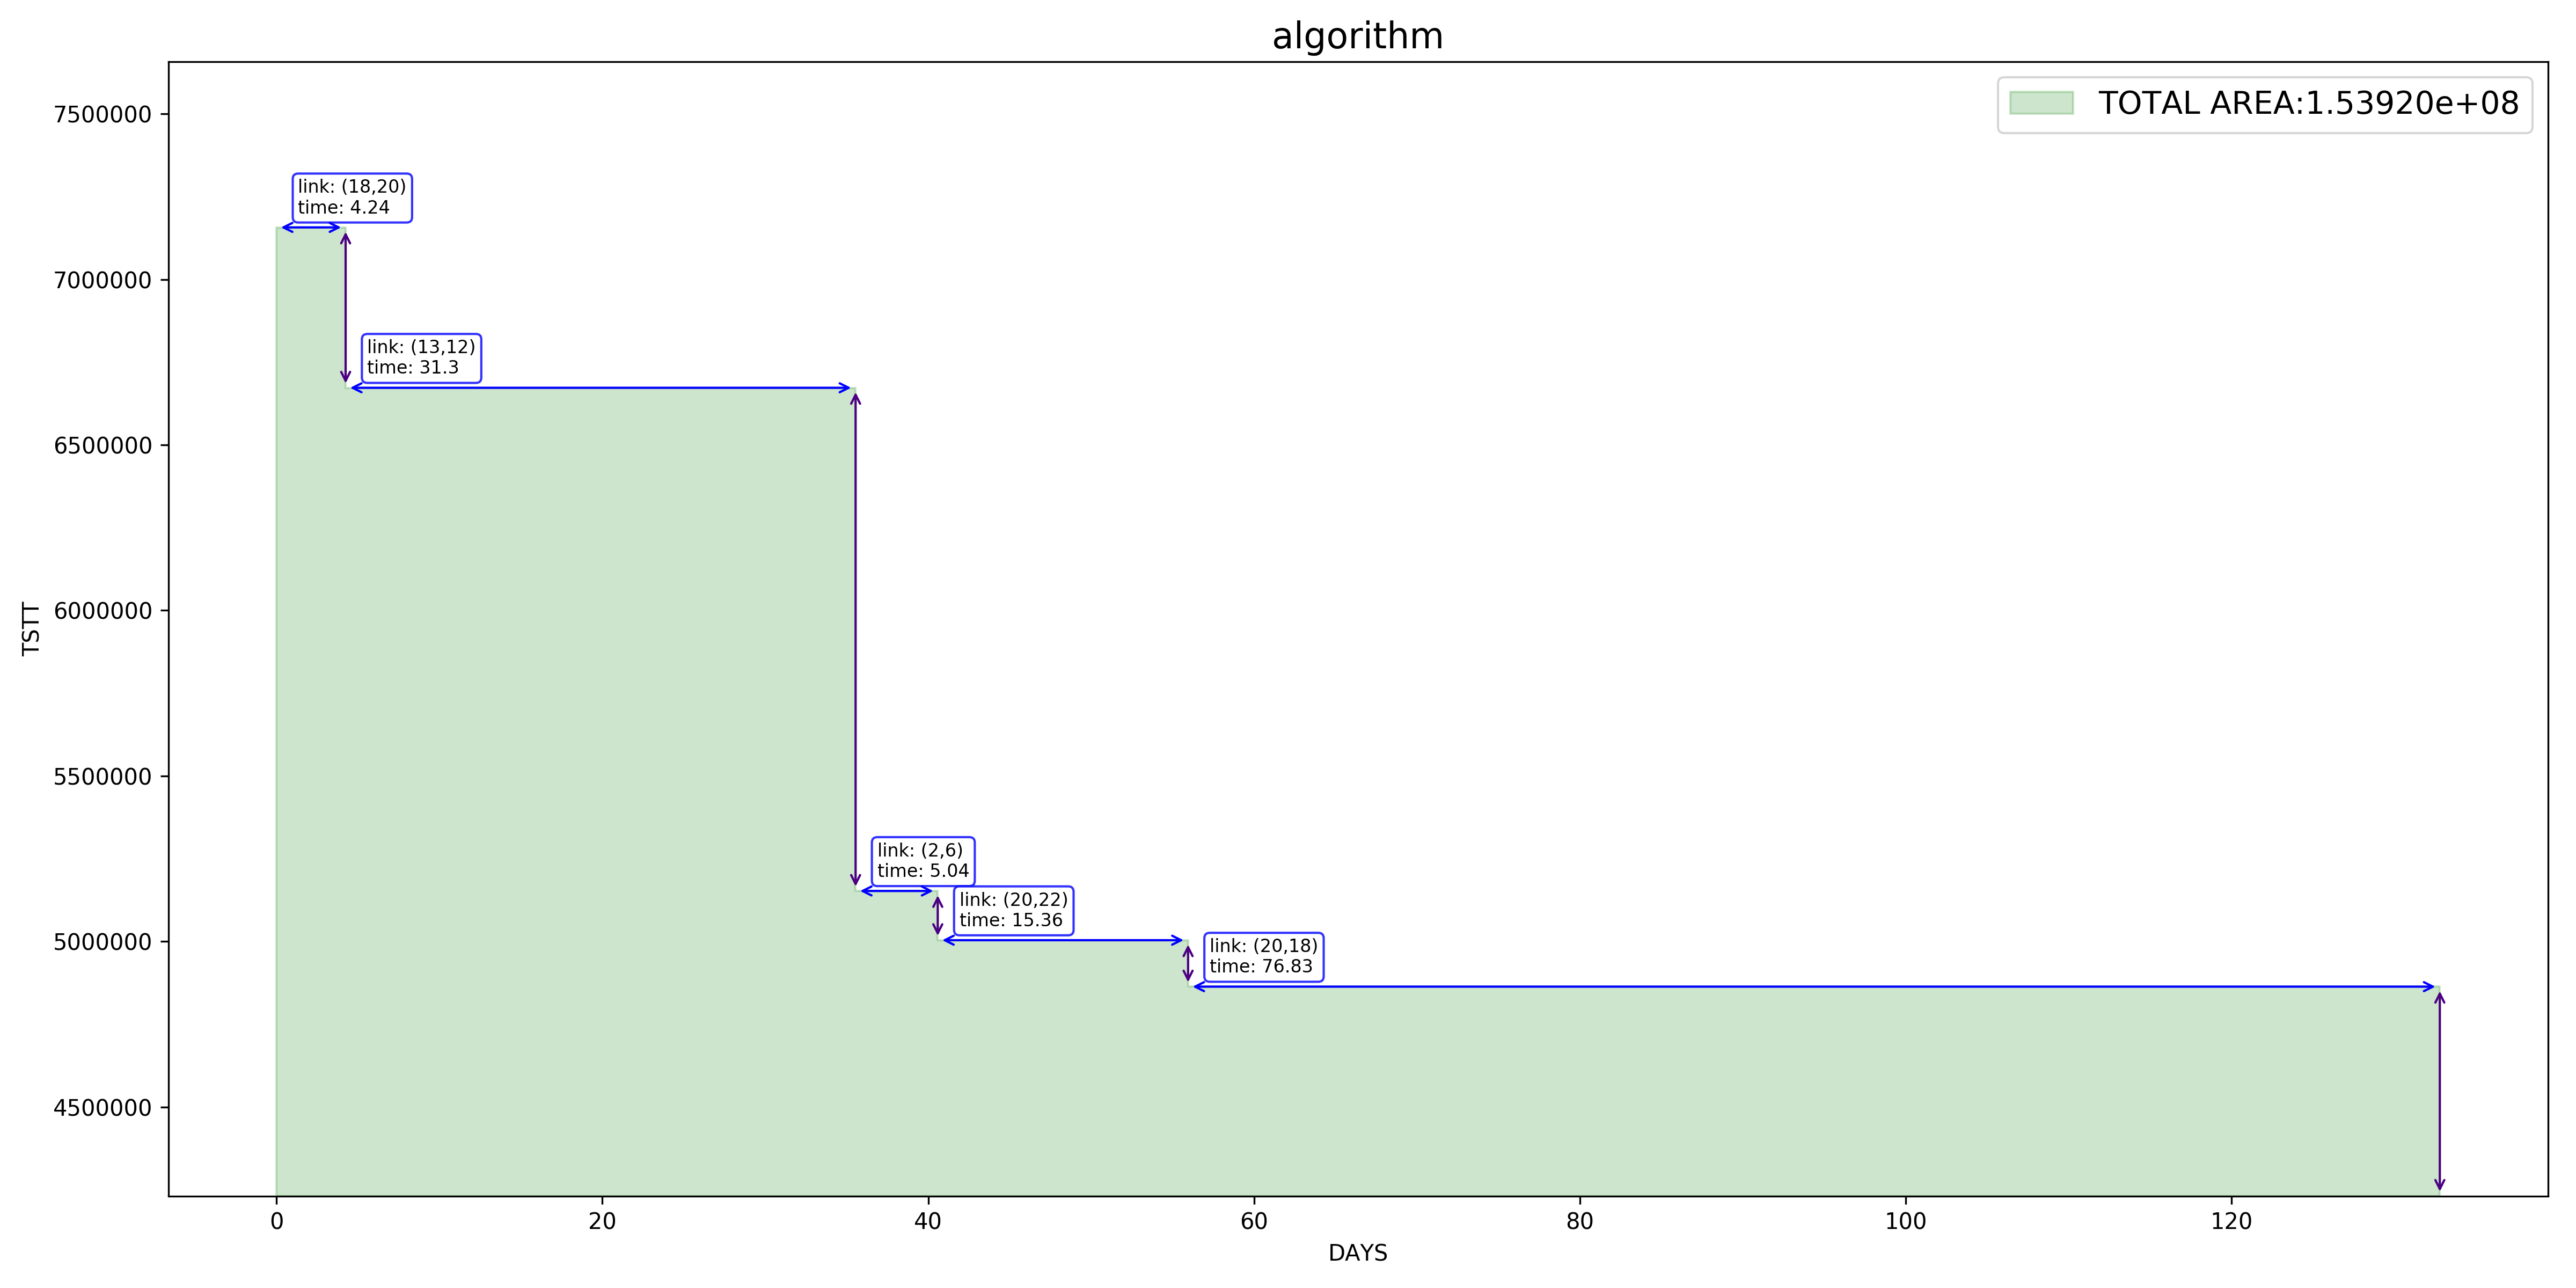 algorithm
TOTAL AREA:1.53920e+08
7500000
7000000
6500000
6000000
5500000
5000000
4500000
TSTT
link: (18,20)
time: 4.24
link: (13,12)
time: 31.3
link: (2,6)
time: 5.04
link: (20,22)
time: 15.36
link: (20,18)
time: 76.83
0 20 40 60 80 100 120
DAYS